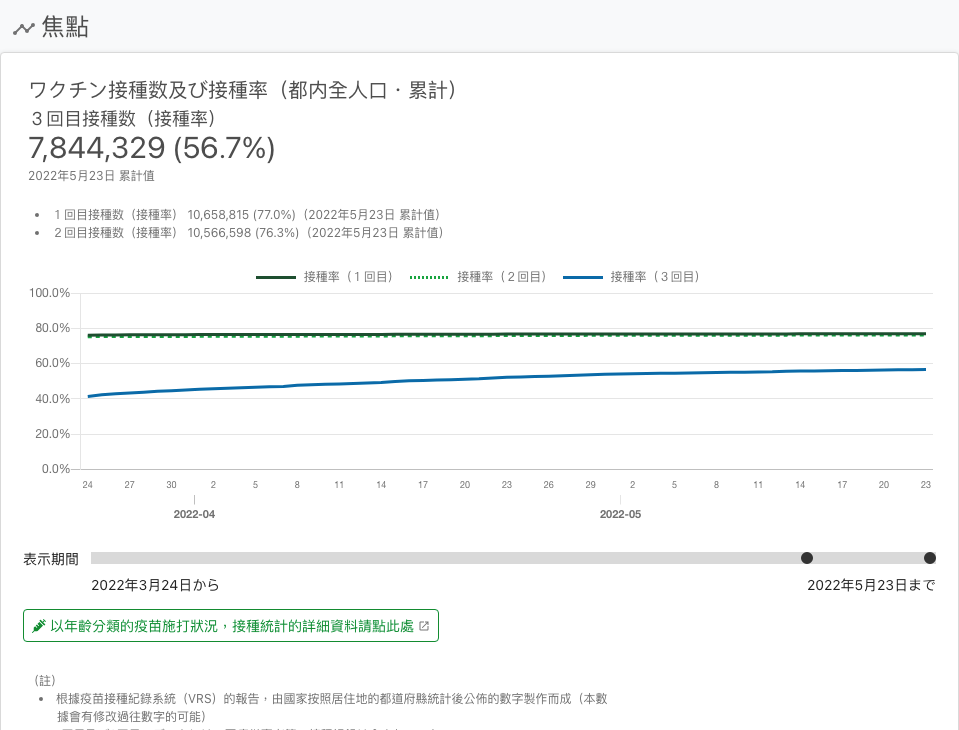 焦點
ワクチン接種数及び接種率（都内全人口・累計）
３回目接種数（接種率）
7,844,329 (56.7%)
2022年5月23日 累計値
• １回目接種数（接種率） 10,658,815 (77.0%)（2022年5月23日 累計値）
• ２回目接種数（接種率） 10,566,598 (76.3%)（2022年5月23日 累計値）
接種率（１回目） 接種率（２回目） 接種率（３回目）
100.0%
80.0%
60.0%
40.0%
20.0%
0.0%
24 27 30 2 5 8 11 14 17 20 23 26 29 2 5 8 11 14 17 20 23
2022-04 2022-05
表示期間
2022年3月24日から 2022年5月23日まで
以年齡分類的疫苗施打狀況，接種統計的詳細資料請點此處
（註）
• 根據疫苗接種紀錄系統（VRS）的報告，由國家按照居住地的都道府縣統計後公佈的數字製作而成（本數
據會有修改過往數字的可能）